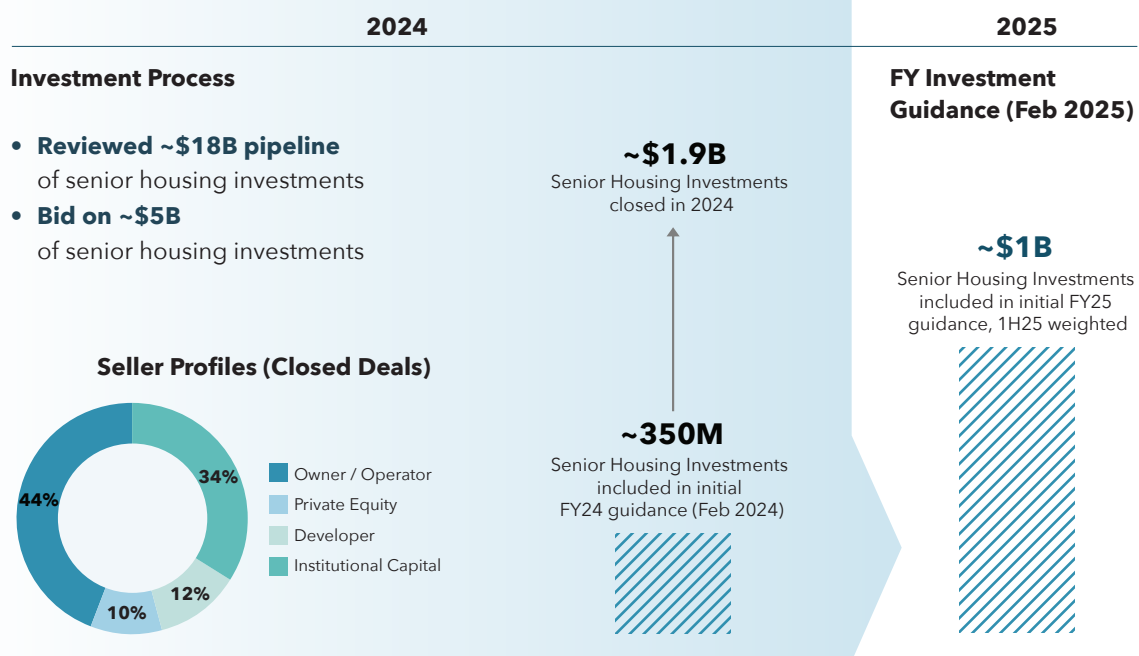 2024
Investment Process
• Reviewed ~$18B pipeline
of senior housing investments
• Bid on ~$5B
of senior housing investments
Seller Profiles (Closed Deals)
44%
34%
12%
10%
Owner / Operator
Private Equity
Developer
Institutional Capital
~$1.9B
Senior Housing Investments
closed in 2024
~350M
Senior Housing Investments
included in initial
FY24 guidance (Feb 2024)
2025
FY Investment
Guidance (Feb 2025)
~$1B
Senior Housing Investments
included in initial FY25
guidance, 1H25 weighted